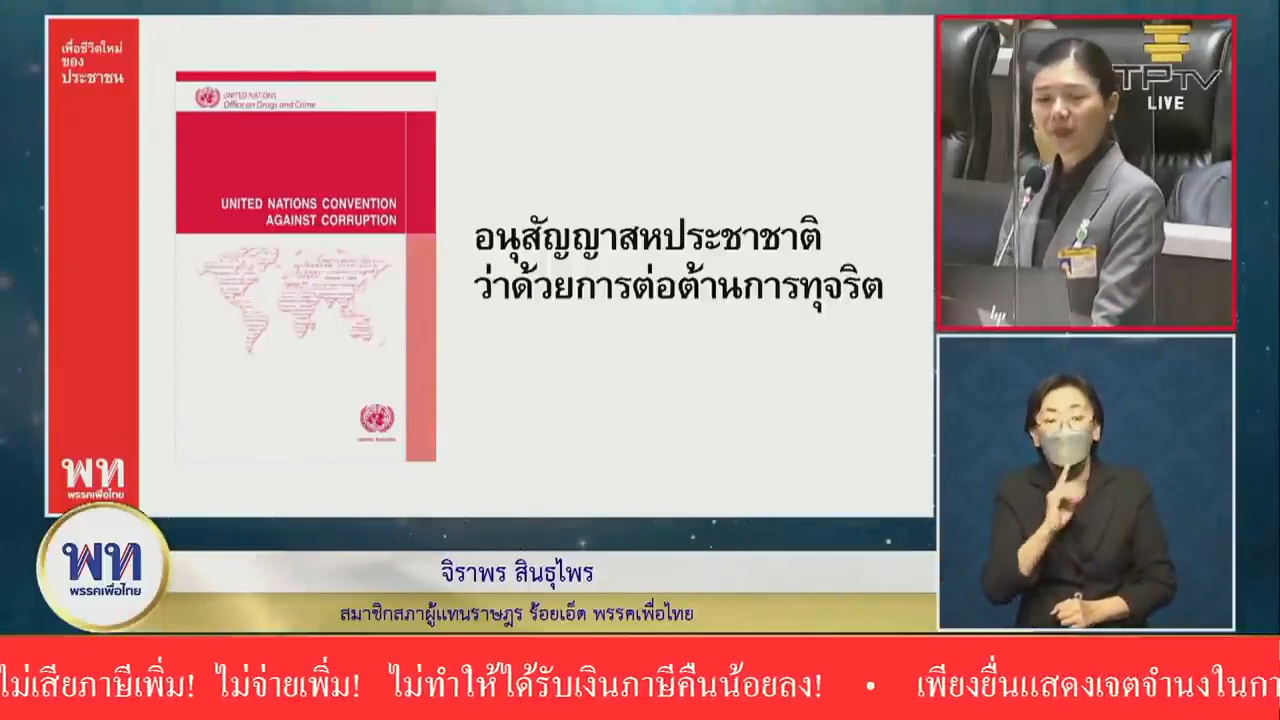 เพื่อชีวิตใหม่
ของ
ประชาชน
UNITED NATIONS
Office on Drugs and Crime
UNITED NATIONS CONVENTION
AGAINST CORRUPTION
อนุสัญญาสหประชาชาติ
ว่าด้วยการต่อต้านการทุจริต
TPTV
LIVE
hp
พท
พรรคเพื่อไทย
พท
พรรคเพื่อไทย
จิราพร สินธุไพร
สมาชิกสภาผู้แทนราษฎร ร้อยเอ็ด พรรคเพื่อไทย
ไม่เสียภาษีเพิ่ม! ไม่จ่ายเพิ่ม! ไม่ทำให้ได้รับเงินภาษีคืนน้อยลง! • เพียงยื่นแสดงเจตจำนงในกา